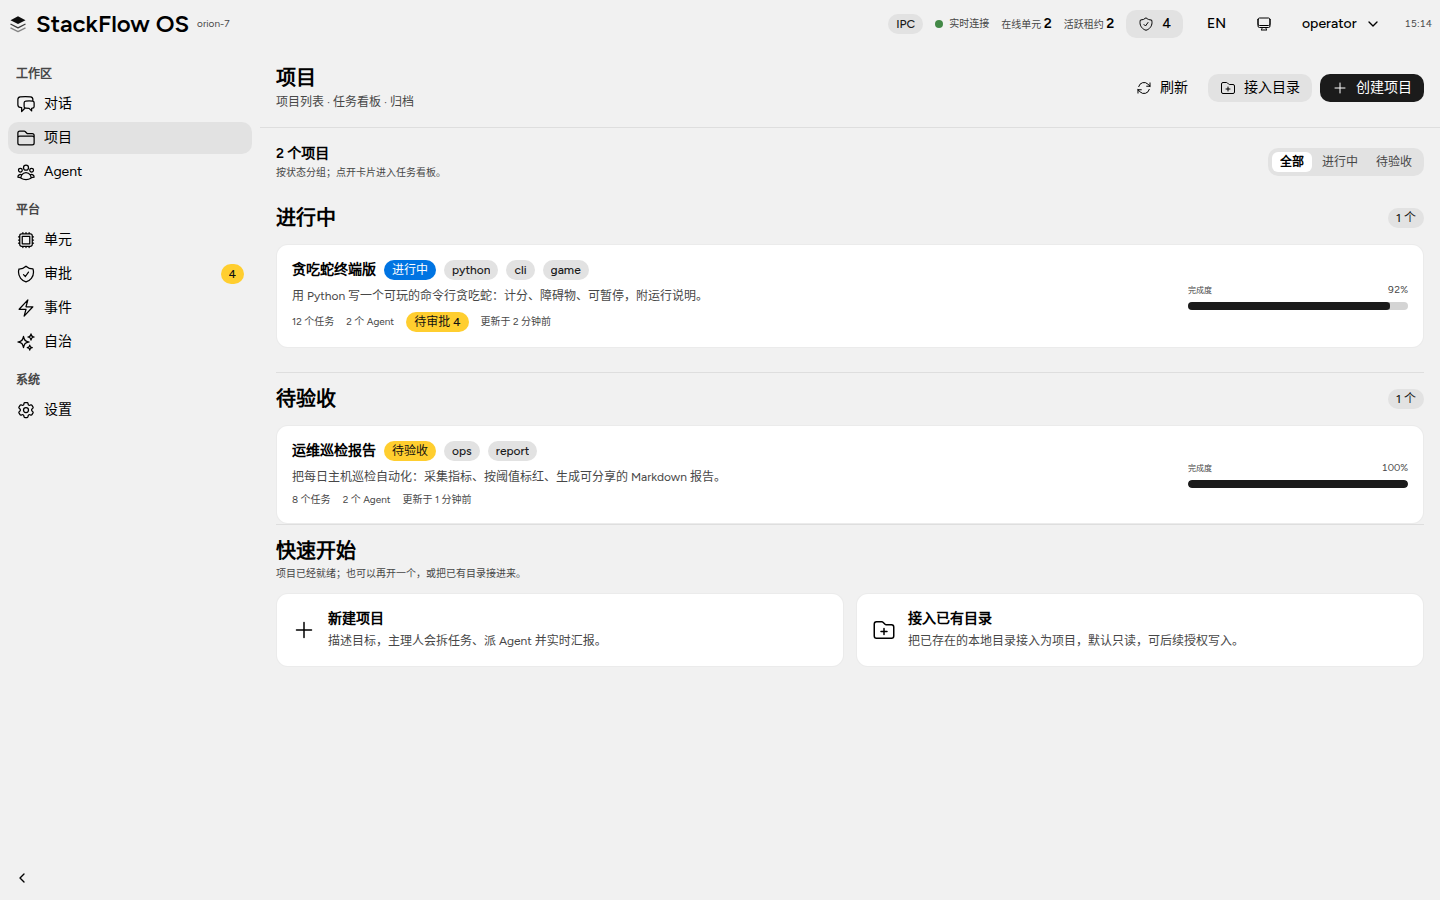 StackFlow OS orion-7
IPC 实时连接 在线单元 2 活跃租约 2 4 EN operator 15:14
工作区
对话
项目
Agent
平台
单元
审批 4
事件
自治
系统
设置
项目
项目列表 · 任务看板 · 归档
刷新 接入目录 创建项目
2 个项目
按状态分组；点开卡片进入任务看板。
全部 进行中 待验收
进行中 1 个
贪吃蛇终端版 进行中 python cli game
用 Python 写一个可玩的命令行贪吃蛇：计分、障碍物、可暂停，附运行说明。
12 个任务 2 个 Agent 待审批 4 更新于 2 分钟前
完成度 92%
待验收 1 个
运维巡检报告 待验收 ops report
把每日主机巡检自动化：采集指标、按阈值标红、生成可分享的 Markdown 报告。
8 个任务 2 个 Agent 更新于 1 分钟前
完成度 100%
快速开始
项目已经就绪；也可以再开一个，或把已有目录接进来。
新建项目
描述目标，主理人会拆任务、派 Agent 并实时汇报。
接入已有目录
把已存在的本地目录接入为项目，默认只读，可后续授权写入。